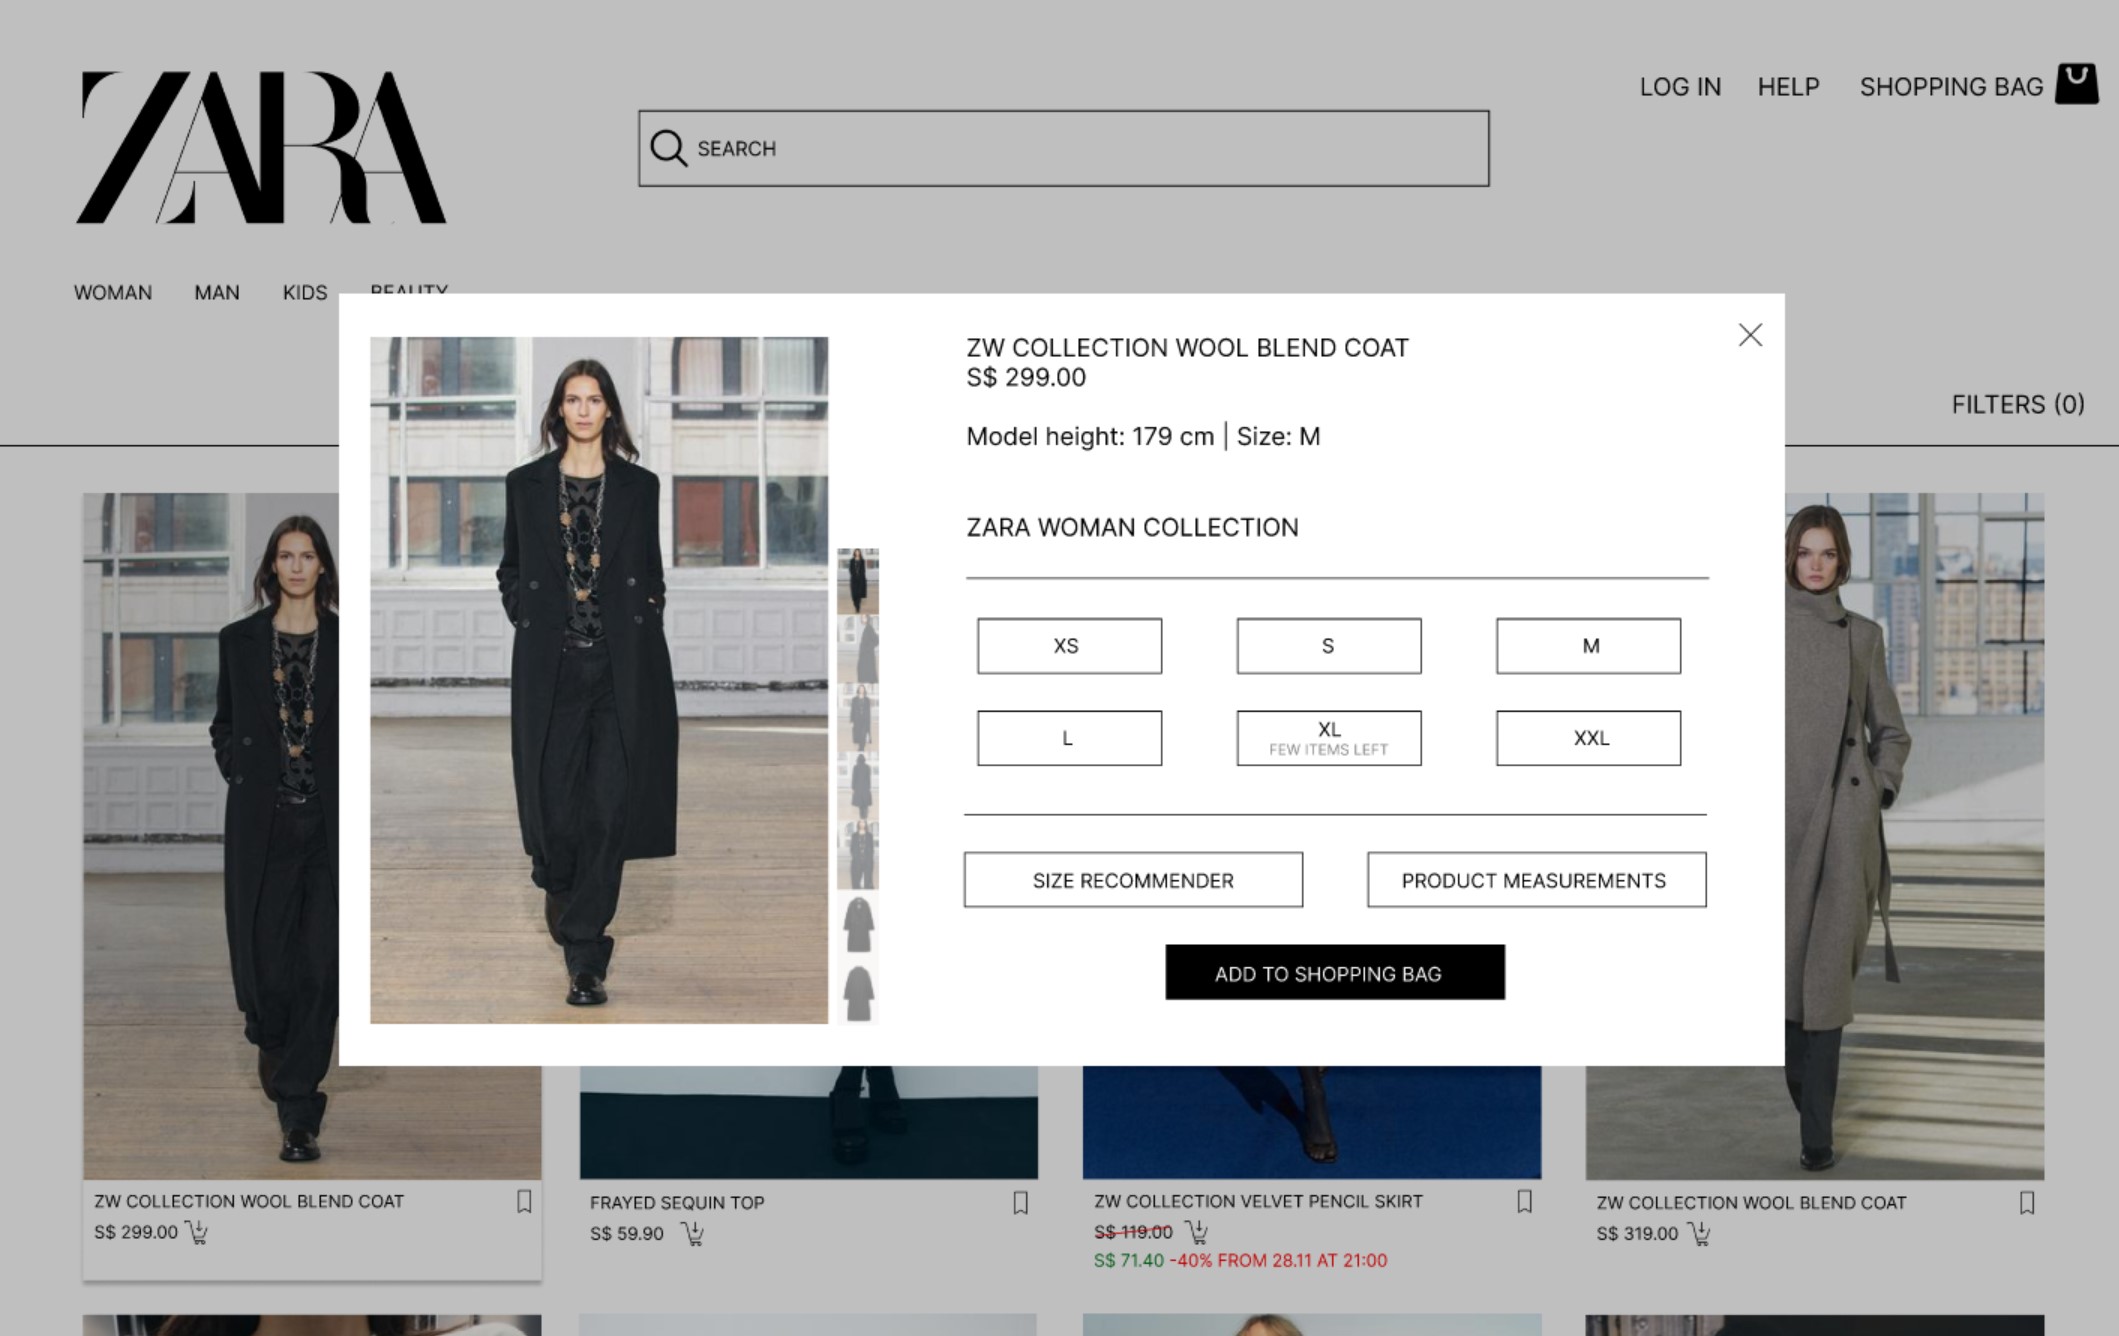 ZARA
LOG IN
HELP
SHOPPING BAG
SEARCH
WOMAN
MAN
KIDS
BEAUTY
FILTERS (0)
ZW COLLECTION WOOL BLEND COAT
S$ 299.00
Model height: 179 cm | Size: M
ZARA WOMAN COLLECTION
XS
S
M
L
XL
FEW ITEMS LEFT
XXL
SIZE RECOMMENDER
PRODUCT MEASUREMENTS
ADD TO SHOPPING BAG
ZW COLLECTION WOOL BLEND COAT
S$ 299.00
FRAYED SEQUIN TOP
S$ 59.90
ZW COLLECTION VELVET PENCIL SKIRT
S$ 119.00
S$ 71.40 -40% FROM 28.11 AT 21:00
ZW COLLECTION WOOL BLEND COAT
S$ 319.00